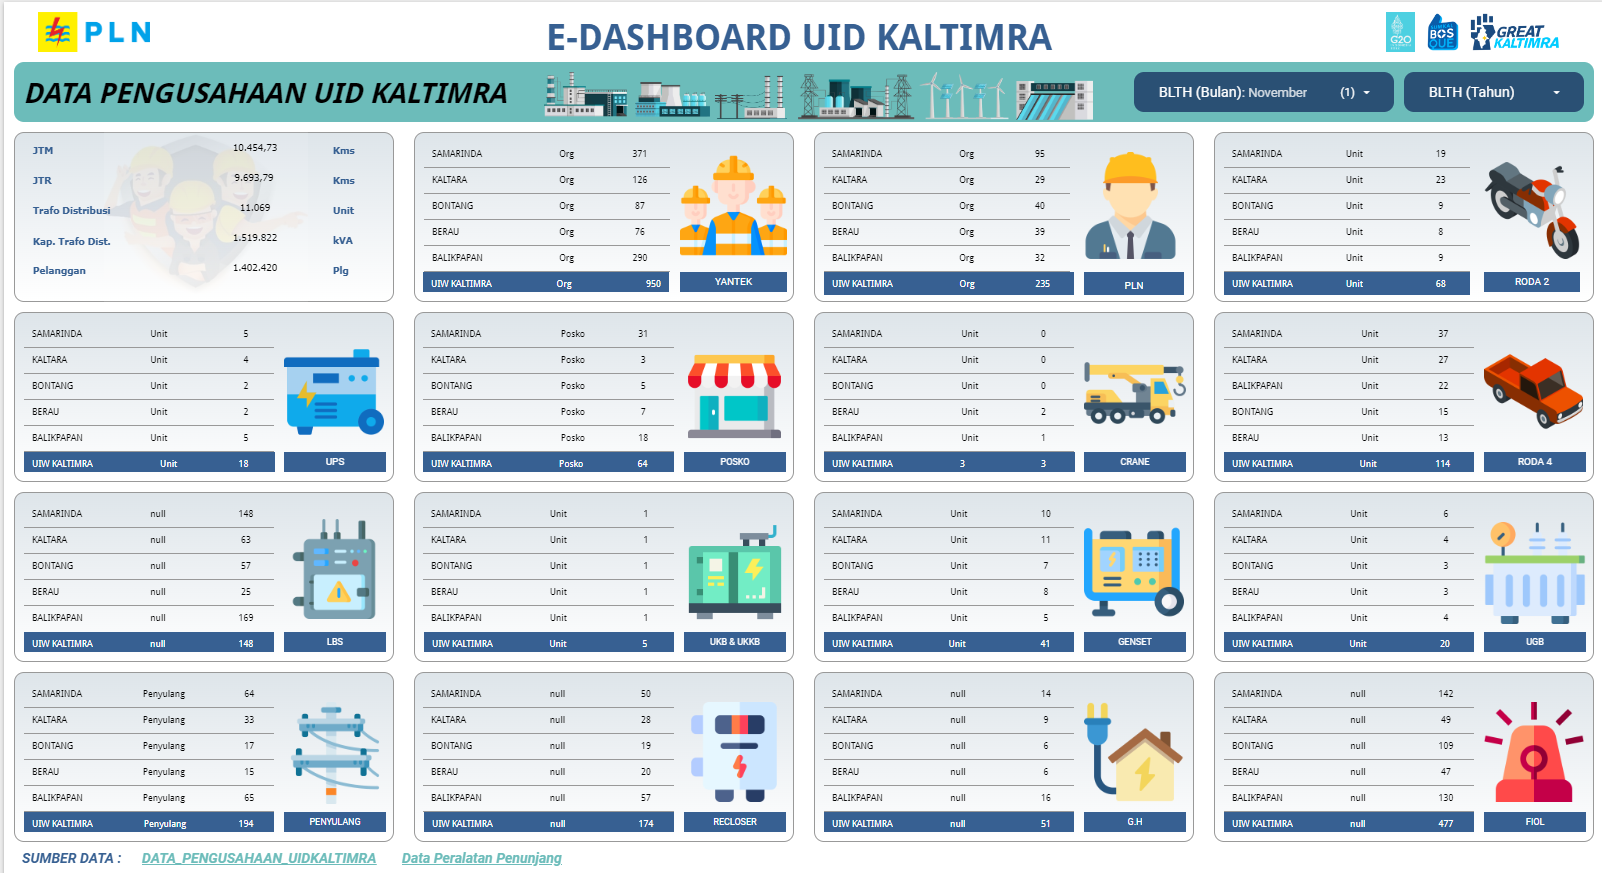 PLN
E-DASHBOARD UID KALTIMRA
G20
BOS
QUE
GREAT
KALTIMRA
DATA PENGUSAHAAN UID KALTIMRA
BLTH (Bulan): November (1)
BLTH (Tahun)
JTM 10.454,73 Kms
JTR 9.693,79 Kms
Trafo Distribusi 11.069 Unit
Kap. Trafo Dist. 1.519.822 kVA
Pelanggan 1.402.420 Plg
SAMARINDA Org 371
KALTARA Org 126
BONTANG Org 87
BERAU Org 76
BALIKPAPAN Org 290
UIW KALTIMRA Org 950
YANTEK
SAMARINDA Org 95
KALTARA Org 29
BONTANG Org 40
BERAU Org 39
BALIKPAPAN Org 32
UIW KALTIMRA Org 235
PLN
SAMARINDA Unit 19
KALTARA Unit 23
BONTANG Unit 9
BERAU Unit 8
BALIKPAPAN Unit 9
UIW KALTIMRA Unit 68
RODA 2
SAMARINDA Unit 5
KALTARA Unit 4
BONTANG Unit 2
BERAU Unit 2
BALIKPAPAN Unit 5
UIW KALTIMRA Unit 18
UPS
SAMARINDA Posko 31
KALTARA Posko 3
BONTANG Posko 5
BERAU Posko 7
BALIKPAPAN Posko 18
UIW KALTIMRA Posko 64
POSKO
SAMARINDA Unit 0
KALTARA Unit 0
BONTANG Unit 0
BERAU Unit 2
BALIKPAPAN Unit 1
UIW KALTIMRA 3 3
CRANE
SAMARINDA Unit 37
KALTARA Unit 27
BALIKPAPAN Unit 22
BONTANG Unit 15
BERAU Unit 13
UIW KALTIMRA Unit 114
RODA 4
SAMARINDA null 148
KALTARA null 63
BONTANG null 57
BERAU null 25
BALIKPAPAN null 169
UIW KALTIMRA null 148
LBS
SAMARINDA Unit 1
KALTARA Unit 1
BONTANG Unit 1
BERAU Unit 1
BALIKPAPAN Unit 1
UIW KALTIMRA Unit 5
UKB & UKKB
SAMARINDA Unit 10
KALTARA Unit 11
BONTANG Unit 7
BERAU Unit 8
BALIKPAPAN Unit 5
UIW KALTIMRA Unit 41
GENSET
SAMARINDA Unit 6
KALTARA Unit 4
BONTANG Unit 3
BERAU Unit 3
BALIKPAPAN Unit 4
UIW KALTIMRA Unit 20
UGB
SAMARINDA Penyulang 64
KALTARA Penyulang 33
BONTANG Penyulang 17
BERAU Penyulang 15
BALIKPAPAN Penyulang 65
UIW KALTIMRA Penyulang 194
PENYULANG
SAMARINDA null 50
KALTARA null 28
BONTANG null 19
BERAU null 20
BALIKPAPAN null 57
UIW KALTIMRA null 174
RECLOSER
SAMARINDA null 14
KALTARA null 9
BONTANG null 6
BERAU null 6
BALIKPAPAN null 16
UIW KALTIMRA null 51
G.H
SAMARINDA null 142
KALTARA null 49
BONTANG null 109
BERAU null 47
BALIKPAPAN null 130
UIW KALTIMRA null 477
FIOL
SUMBER DATA : DATA_PENGUSAHAAN_UIDKALTIMRA Data Peralatan Penunjang